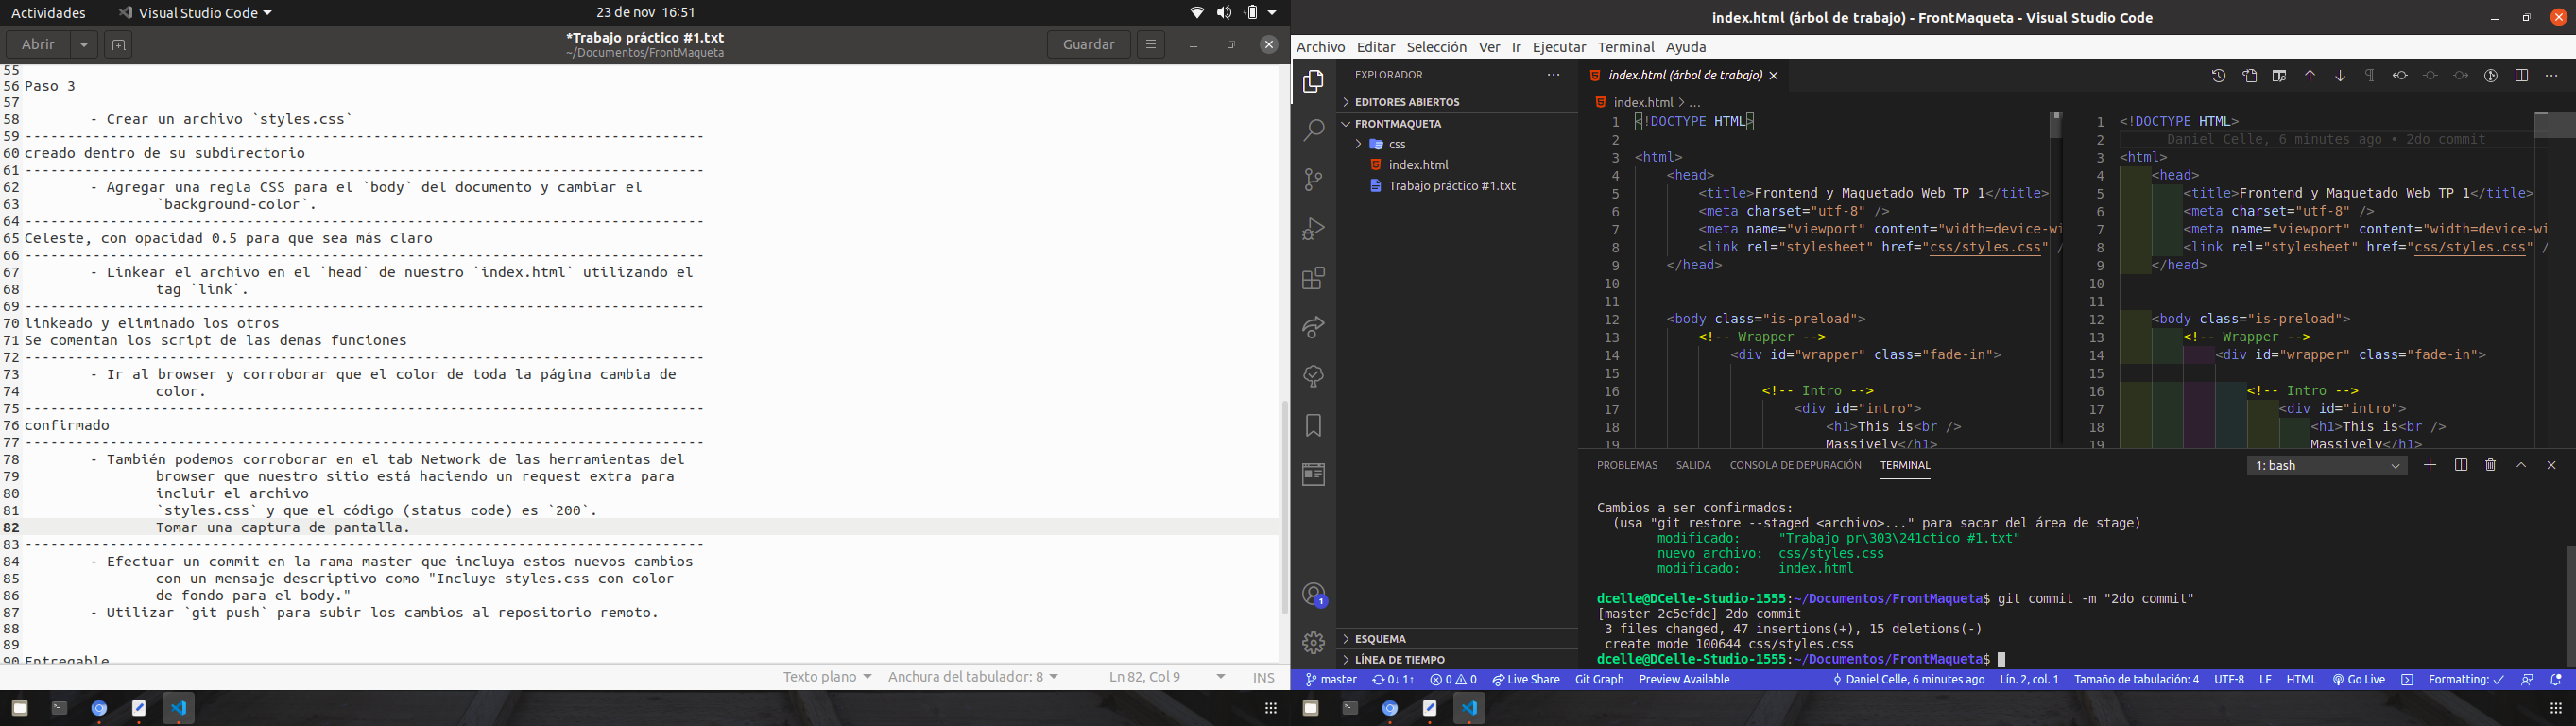 Actividades
Visual Studio Code
23 de nov 16:51
Abrir
*Trabajo práctico #1.txt
~/Documentos/FrontMaqueta
Guardar
55
56 Paso 3
57
58 - Crear un archivo `styles.css`
59 --------------------------------------------------------------------------------
60 creado dentro de su subdirectorio
61 --------------------------------------------------------------------------------
62 - Agregar una regla CSS para el `body` del documento y cambiar el
63 `background-color`.
64 --------------------------------------------------------------------------------
65 Celeste, con opacidad 0.5 para que sea más claro
66 --------------------------------------------------------------------------------
67 - Linkear el archivo en el `head` de nuestro `index.html` utilizando el
68 tag `link`.
69 --------------------------------------------------------------------------------
70 linkeado y eliminado los otros
71 Se comentan los script de las demas funciones
72 --------------------------------------------------------------------------------
73 - Ir al browser y corroborar que el color de toda la página cambia de
74 color.
75 --------------------------------------------------------------------------------
76 confirmado
77 --------------------------------------------------------------------------------
78 - También podemos corroborar en el tab Network de las herramientas del
79 browser que nuestro sitio está haciendo un request extra para
80 incluir el archivo
81 `styles.css` y que el código (status code) es `200`.
82 Tomar una captura de pantalla.
83 --------------------------------------------------------------------------------
84 - Efectuar un commit en la rama master que incluya estos nuevos cambios
85 con un mensaje descriptivo como "Incluye styles.css con color
86 de fondo para el body."
87 - Utilizar `git push` para subir los cambios al repositorio remoto.
88
89
90 Entregable
Texto plano Anchura del tabulador: 8 Ln 82, Col 9 INS
index.html (árbol de trabajo) - FrontMaqueta - Visual Studio Code
Archivo Editar Selección Ver Ir Ejecutar Terminal Ayuda
EXPLORADOR
EDITORES ABIERTOS
FRONTMAQUETA
css
index.html
Trabajo práctico #1.txt
ESQUEMA
LÍNEA DE TIEMPO
1
index.html (árbol de trabajo)
index.html > ...
1 <!DOCTYPE HTML>
2
3 <html>
4 <head>
5 <title>Frontend y Maquetado Web TP 1</title>
6 <meta charset="utf-8" />
7 <meta name="viewport" content="width=device-wi
8 <link rel="stylesheet" href="css/styles.css" /
9 </head>
10
11
12 <body class="is-preload">
13 <!-- Wrapper -->
14 <div id="wrapper" class="fade-in">
15
16 <!-- Intro -->
17 <div id="intro">
18 <h1>This is<br />
19 Massively</h1>
1 <!DOCTYPE HTML>
2 Daniel Celle, 6 minutes ago • 2do commit
3 <html>
4 <head>
5 <title>Frontend y Maquetado Web TP 1</title>
6 <meta charset="utf-8" />
7 <meta name="viewport" content="width=device-wi
8 <link rel="stylesheet" href="css/styles.css" /
9 </head>
10
11
12 <body class="is-preload">
13 <!-- Wrapper -->
14 <div id="wrapper" class="fade-in">
15
16 <!-- Intro -->
17 <div id="intro">
18 <h1>This is<br />
19 Massively</h1>
PROBLEMAS SALIDA CONSOLA DE DEPURACIÓN TERMINAL
1: bash
Cambios a ser confirmados:
(usa "git restore --staged <archivo>..." para sacar del área de stage)
modificado: "Trabajo pr\303\241ctico #1.txt"
nuevo archivo: css/styles.css
modificado: index.html
dcelle@DCelle-Studio-1555:~/Documentos/FrontMaqueta$ git commit -m "2do commit"
[master 2c5efde] 2do commit
3 files changed, 47 insertions(+), 15 deletions(-)
create mode 100644 css/styles.css
dcelle@DCelle-Studio-1555:~/Documentos/FrontMaqueta$
master 0↓ 1↑ 0 0 Live Share Git Graph Preview Available Daniel Celle, 6 minutes ago Lín. 2, col. 1 Tamaño de tabulación: 4 UTF-8 LF HTML Go Live Formatting: ✓